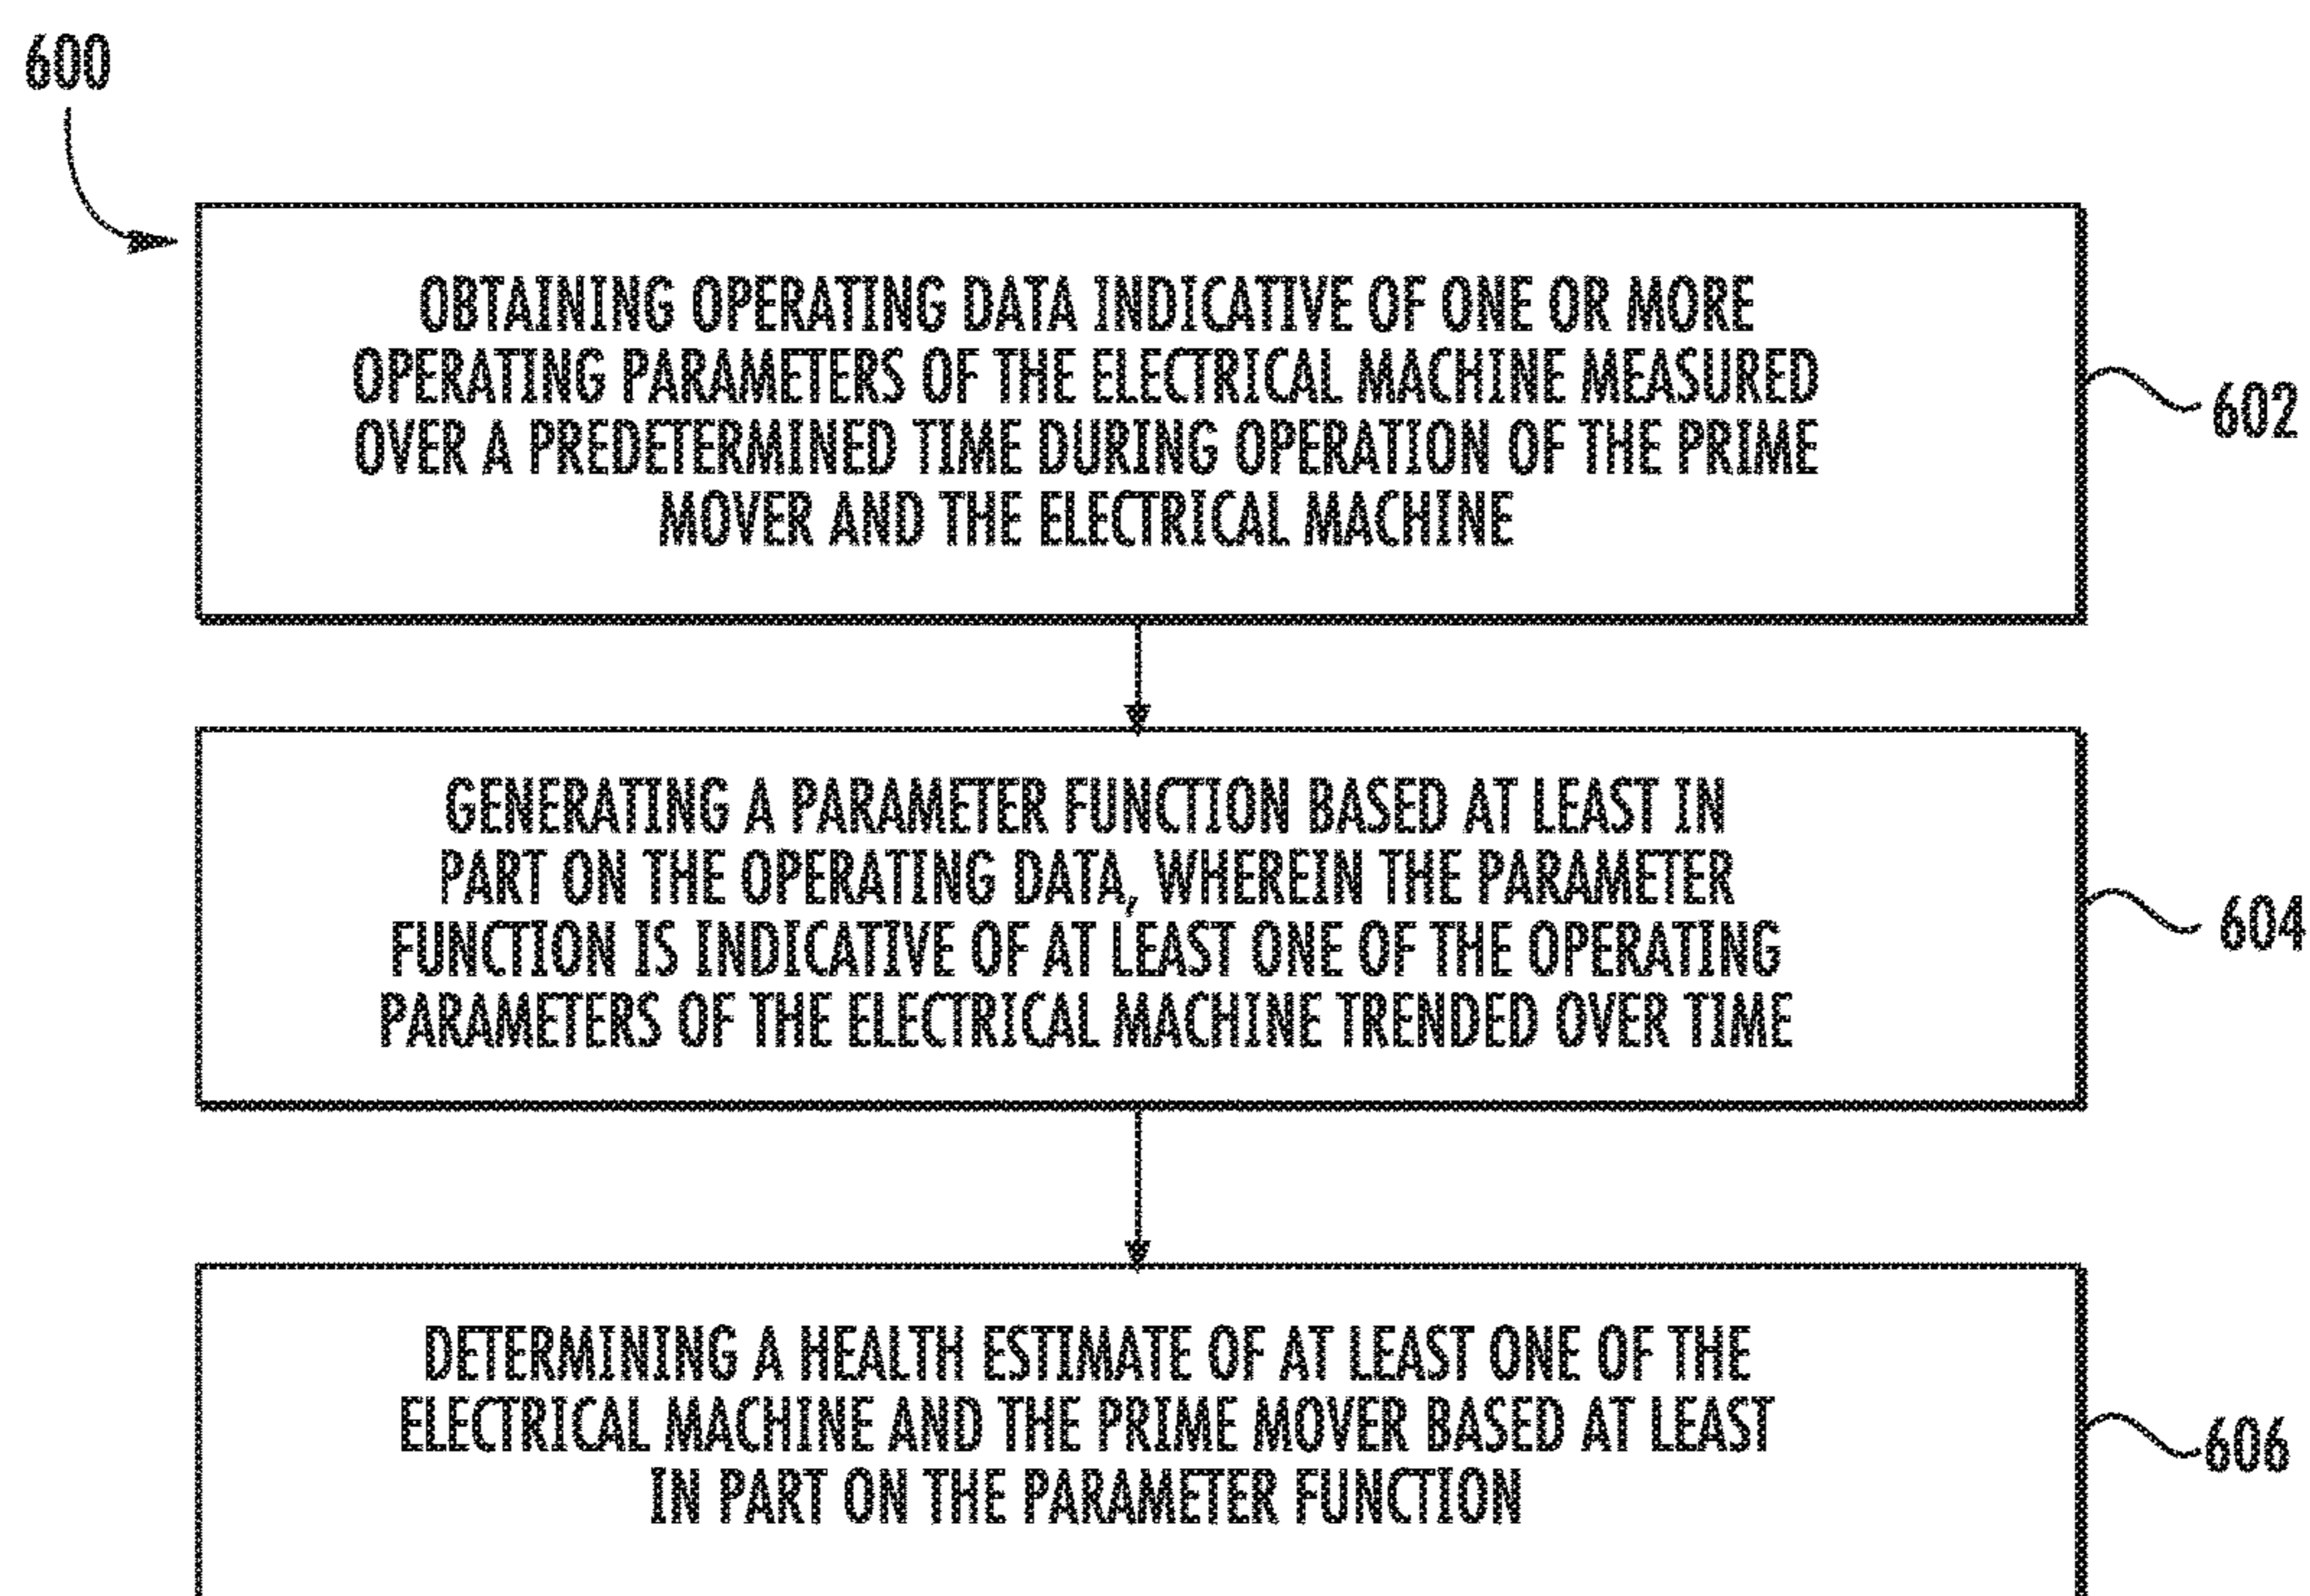 600
OBTAINING OPERATING DATA INDICATIVE OF ONE OR MORE
OPERATING PARAMETERS OF THE ELECTRICAL MACHINE MEASURED
OVER A PREDETERMINED TIME DURING OPERATION OF THE PRIME
MOVER AND THE ELECTRICAL MACHINE
602
GENERATING A PARAMETER FUNCTION BASED AT LEAST IN
PART ON THE OPERATING DATA, WHEREIN THE PARAMETER
FUNCTION IS INDICATIVE OF AT LEAST ONE OF THE OPERATING
PARAMETERS OF THE ELECTRICAL MACHINE TRENDED OVER TIME
604
DETERMINING A HEALTH ESTIMATE OF AT LEAST ONE OF THE
ELECTRICAL MACHINE AND THE PRIME MOVER BASED AT LEAST
IN PART ON THE PARAMETER FUNCTION
606